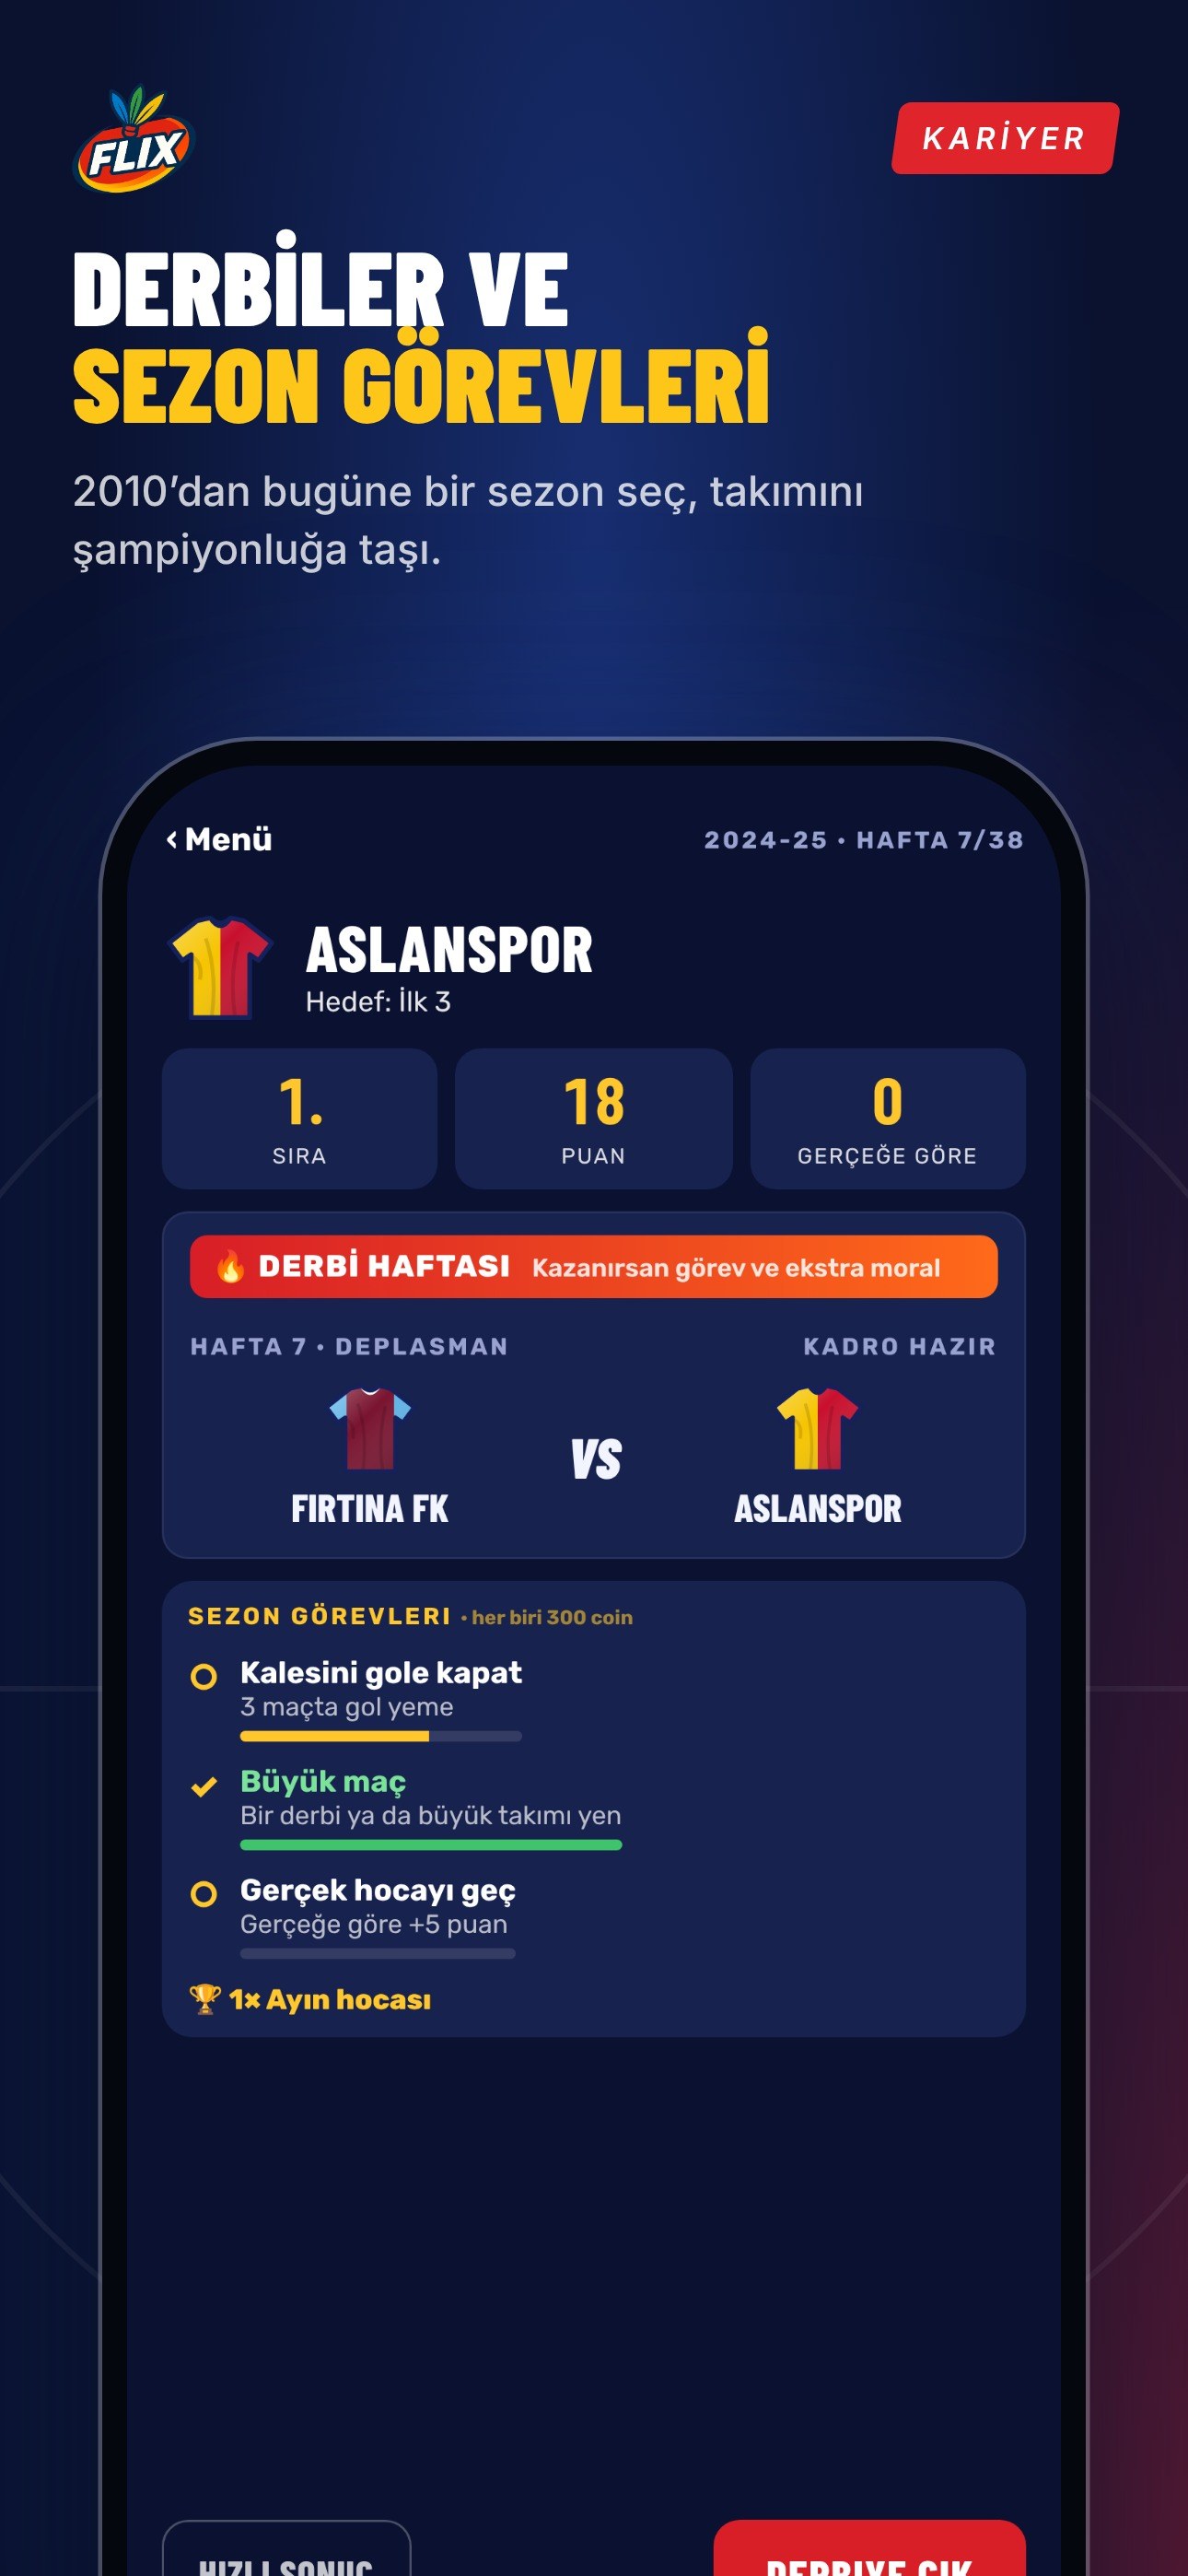 FLIX
KARİYER
DERBİLER VE
SEZON GÖREVLERİ
2010’dan bugüne bir sezon seç, takımını
şampiyonluğa taşı.
‹ Menü
2024-25 • HAFTA 7/38
ASLANSPOR
Hedef: İlk 3
1.
SIRA
18
PUAN
0
GERÇEĞE GÖRE
🔥 DERBİ HAFTASI Kazanırsan görev ve ekstra moral
HAFTA 7 • DEPLASMAN
KADRO HAZIR
VS
FIRTINA FK
ASLANSPOR
SEZON GÖREVLERI • her biri 300 coin
Kalesini gole kapat
3 maçta gol yeme
Büyük maç
Bir derbi ya da büyük takımı yen
Gerçek hocayı geç
Gerçeğe göre +5 puan
🏆 1× Ayın hocası
HIZLI SONUÇ
DERBIYE ÇIK